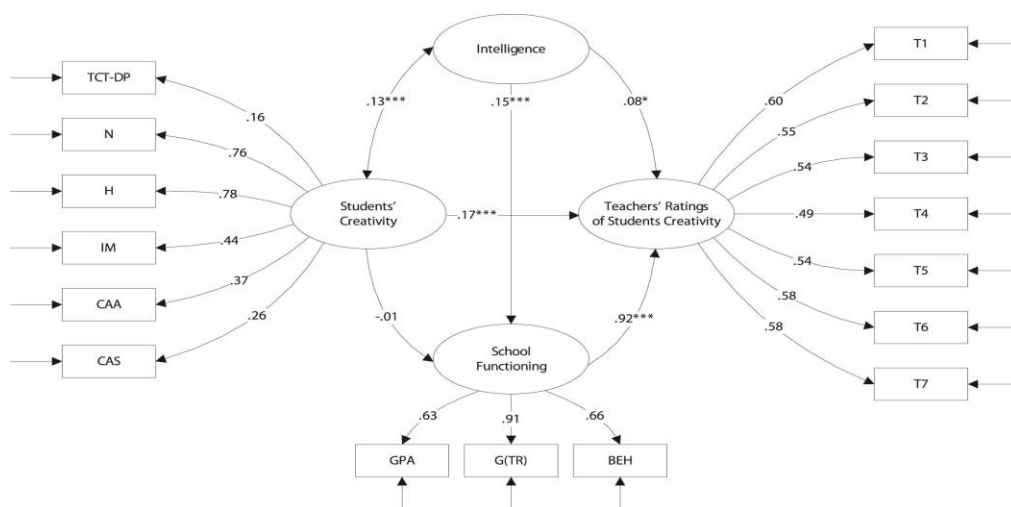 Intelligence
T1
TCT-DP
.13***
.15***
.08*
.60
T2
.16
.55
N
T3
.76
.54
H
.78
Students'
Creativity
.17***
Teachers' Ratings
of Students Creativity
.49
T4
IM
.44
.54
T5
.37
CAA
.58
T6
.26
-.01
.92***
.58
CAS
School
Functioning
T7
.63
.91
.66
GPA
G(TR)
BEH